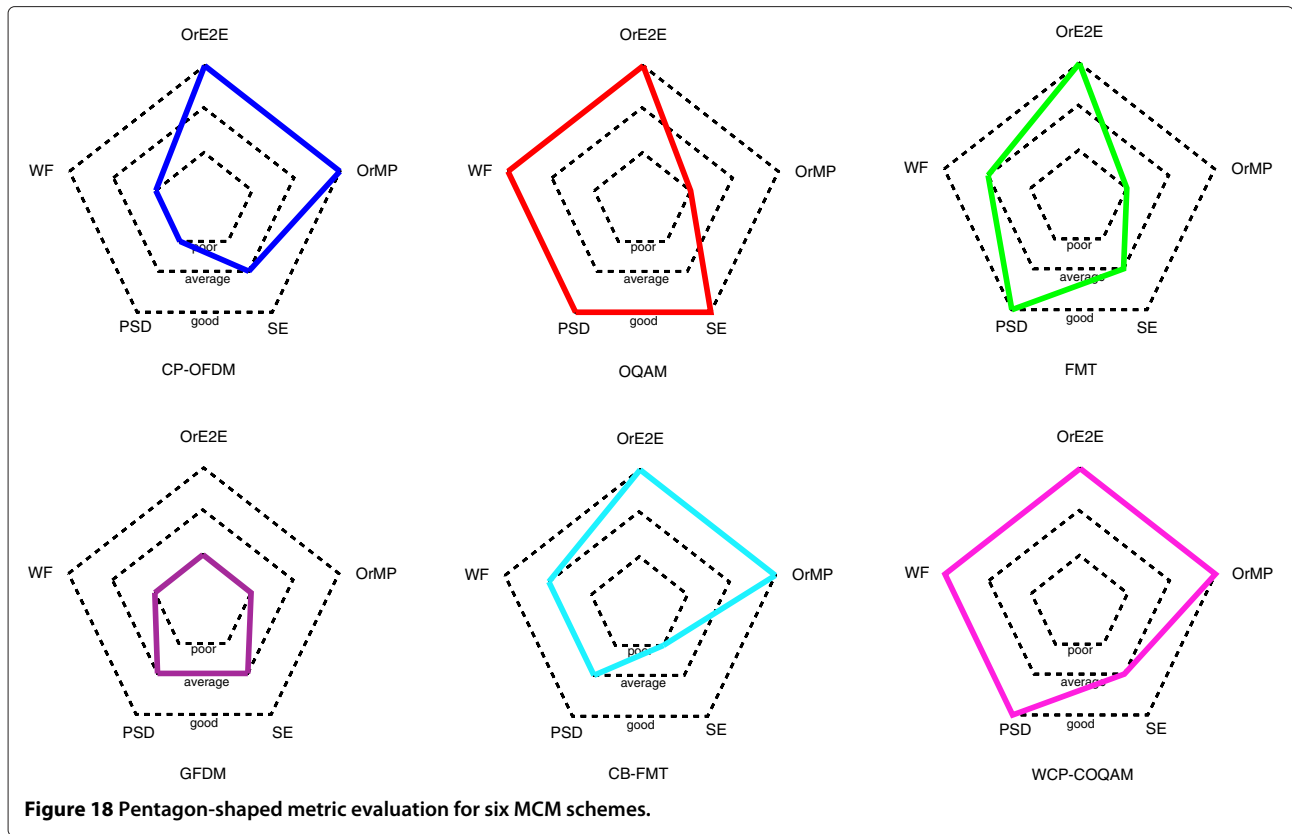 OrE2E
WF
OrMP
poor
average
PSD
good
SE
CP-OFDM
OrE2E
WF
OrMP
poor
average
PSD
good
SE
OQAM
OrE2E
WF
OrMP
poor
average
PSD
good
SE
FMT
OrE2E
WF
OrMP
poor
average
PSD
good
SE
GFDM
OrE2E
WF
OrMP
poor
average
PSD
good
SE
CB-FMT
OrE2E
WF
OrMP
poor
average
PSD
good
SE
WCP-COQAM
Figure 18 Pentagon-shaped metric evaluation for six MCM schemes.